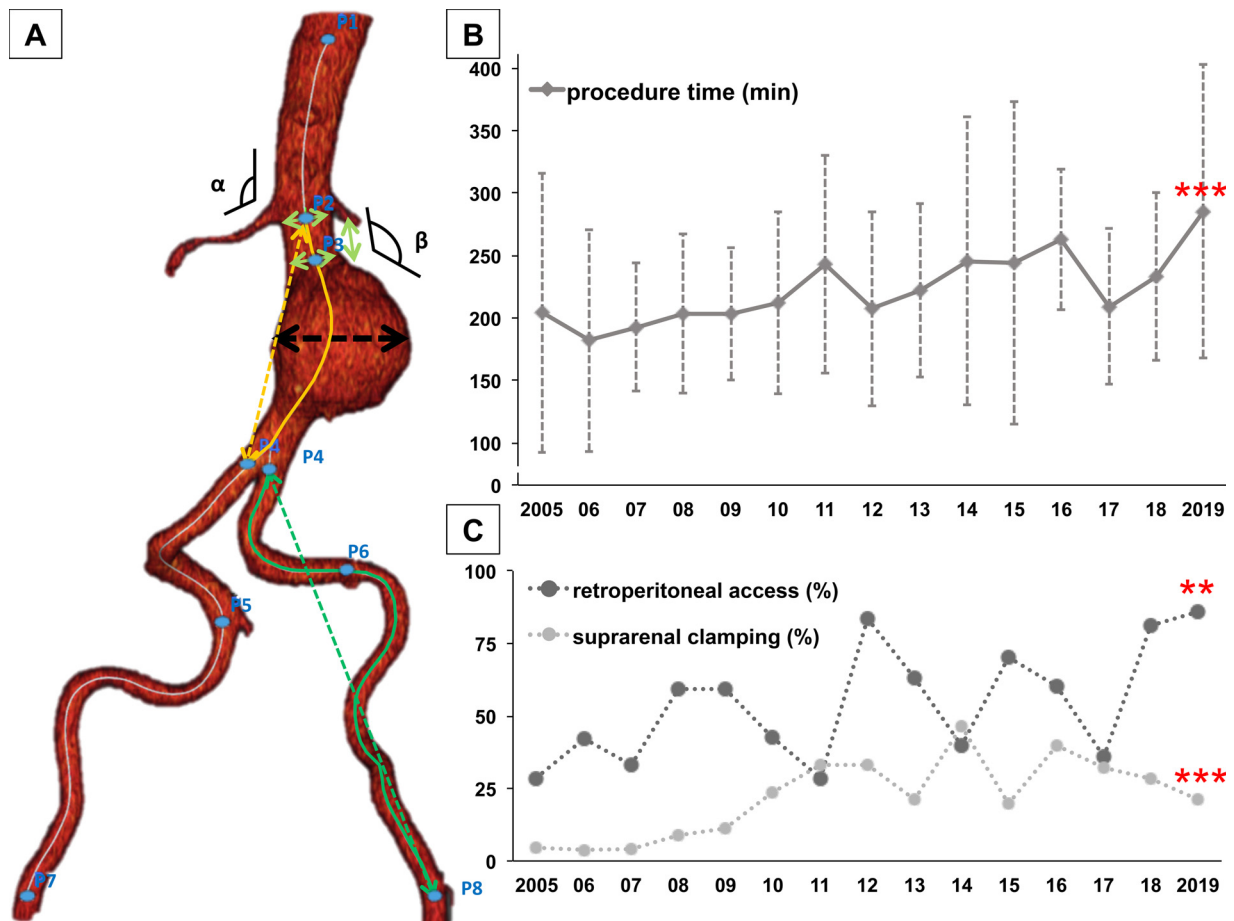 A
P1
α
P2
β
P3
P4
P4
P6
P5
P7
P8
B
procedure time (min)
400
350
300
250
200
150
100
0
***
2005 06 07 08 09 10 11 12 13 14 15 16 17 18 2019
C
retroperitoneal access (%)
suprarenal clamping (%)
100
75
50
25
0
**
***
2005 06 07 08 09 10 11 12 13 14 15 16 17 18 2019